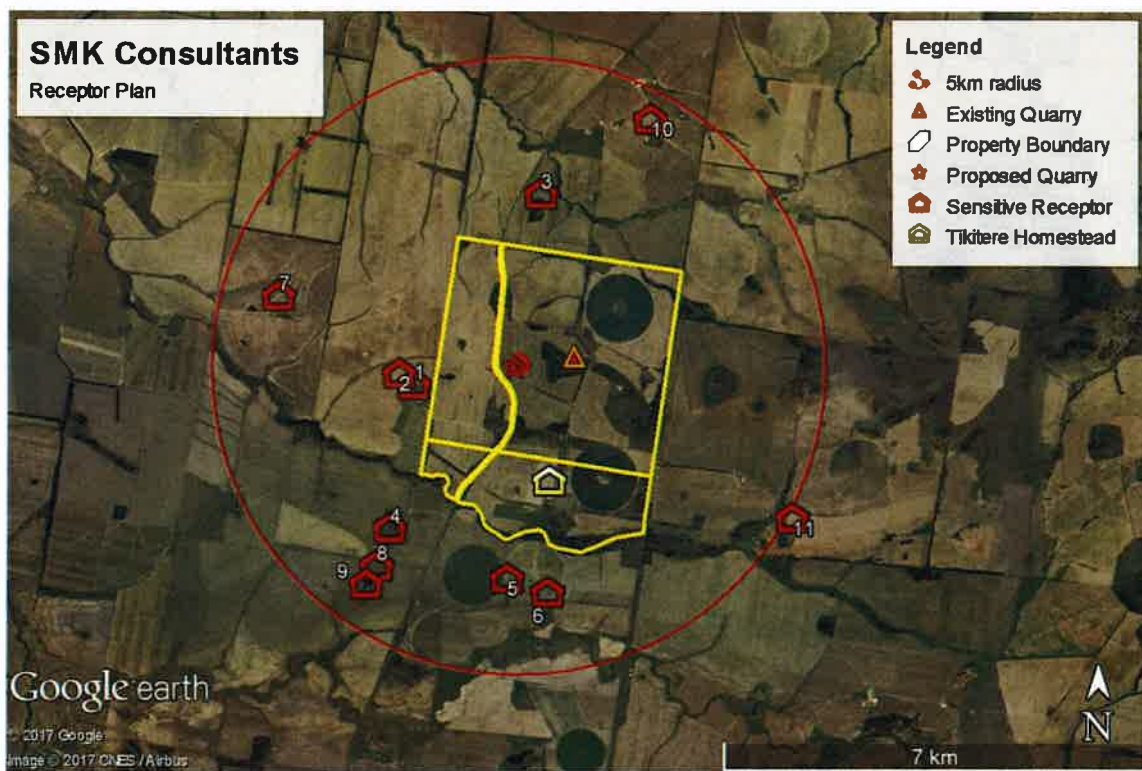 SMK Consultants
Receptor Plan
Legend
5km radius
Existing Quarry
Property Boundary
Proposed Quarry
Sensitive Receptor
Tikitere Homestead
10
3
7
1
2
4
8
9
5
6
11
Google earth
© 2017 Google
Image © 2017 CNES / Airbus
N
7 km